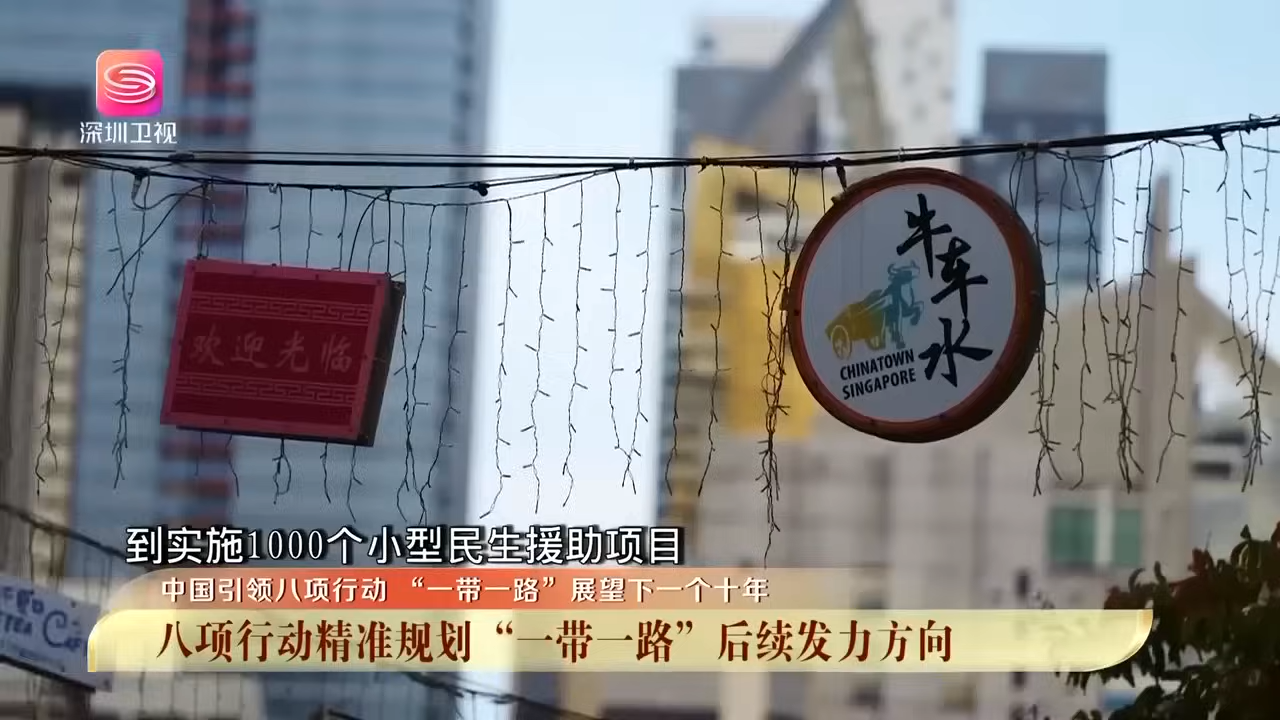 深圳卫视
欢迎光临
牛车水
CHINATOWN
SINGAPORE
到实施1000个小型民生援助项目
中国引领八项行动 “一带一路”展望下一个十年
八项行动精准规划“一带一路”后续发力方向